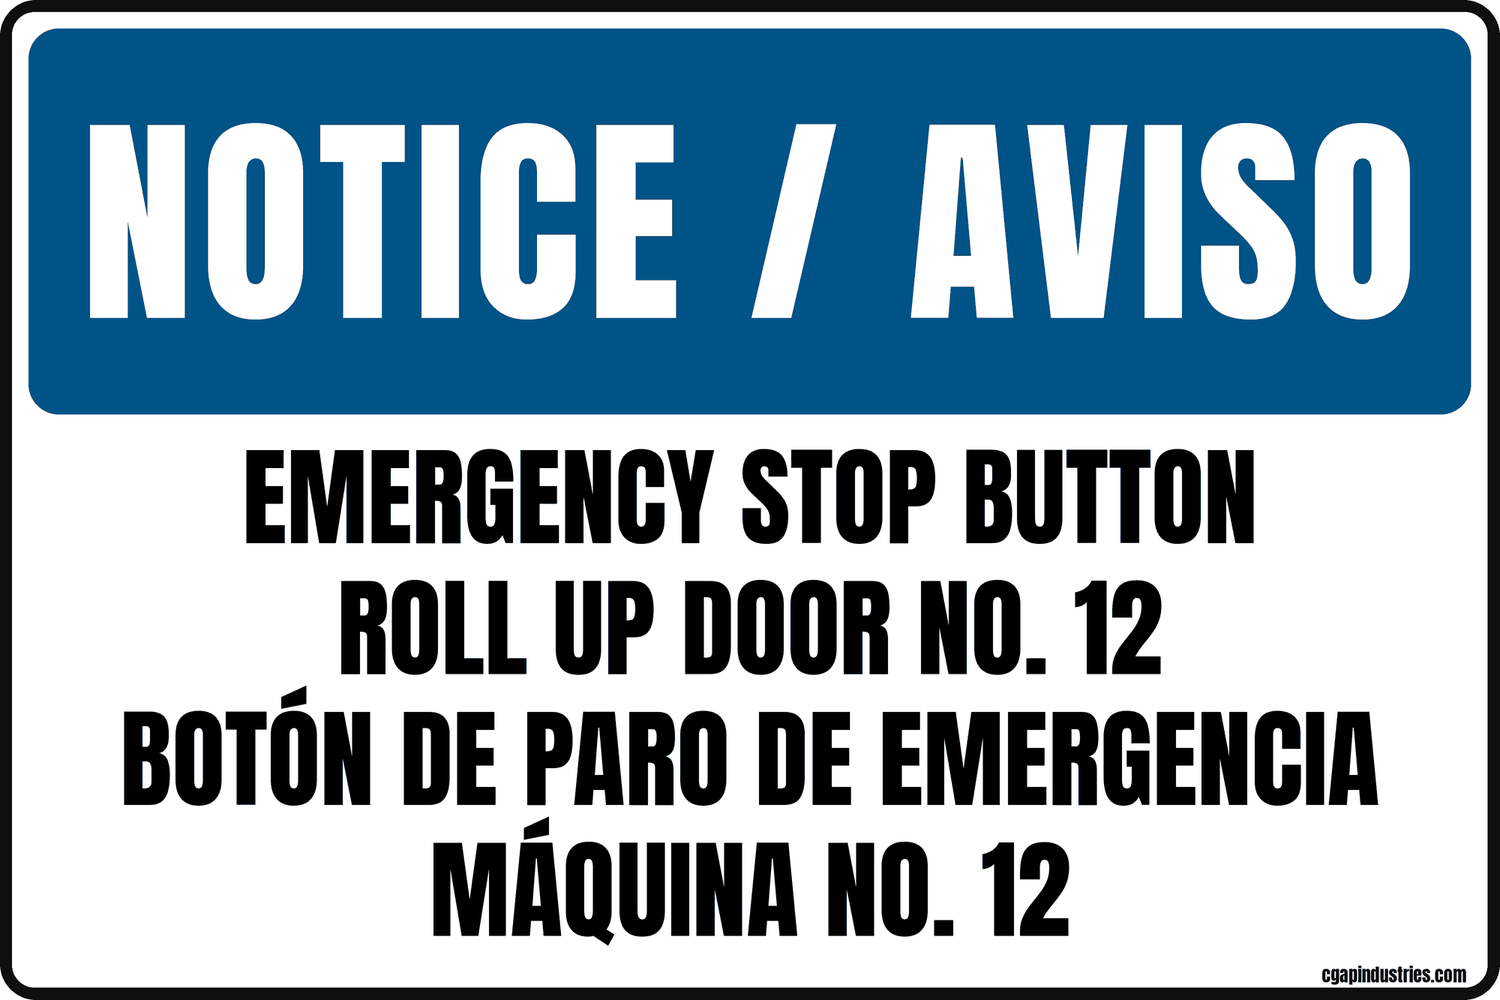 NOTICE / AVISO
EMERGENCY STOP BUTTON
ROLL UP DOOR NO. 12
BOTÓN DE PARO DE EMERGENCIA
MÁQUINA NO. 12
cgapindustries.com